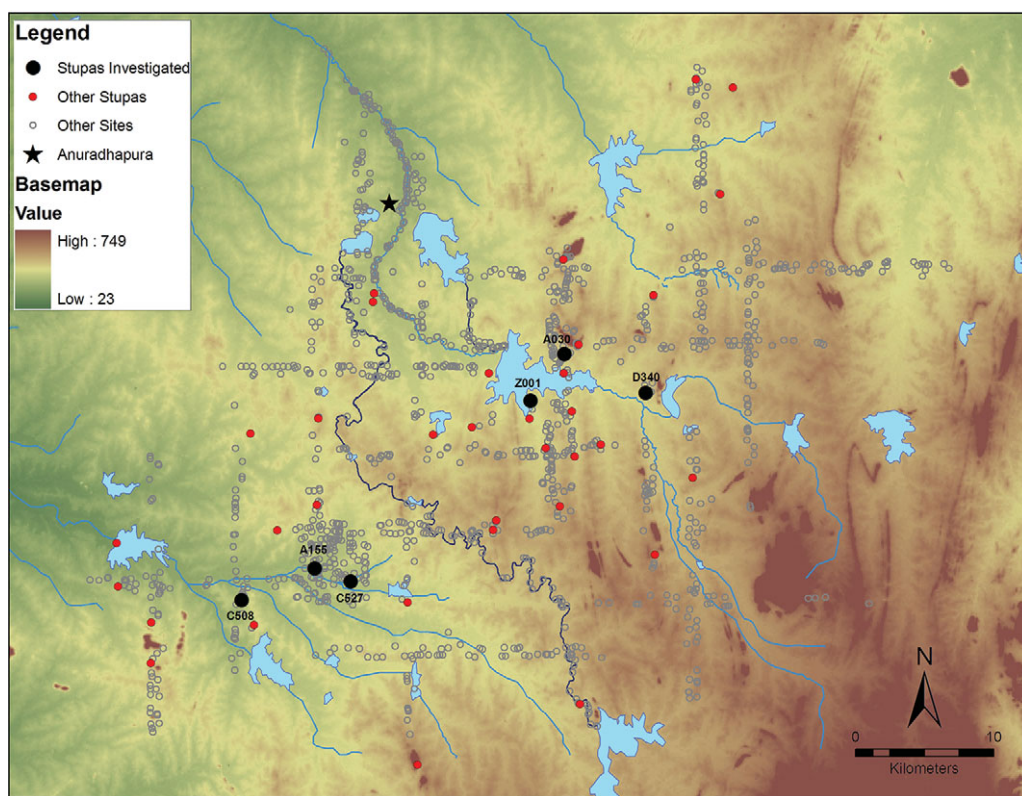 Legend
Stupas Investigated
Other Stupas
Other Sites
Anuradhapura
Basemap
Value
High : 749
Low : 23
A030
D340
Z001
A155
C527
C508
N
0 10
Kilometers